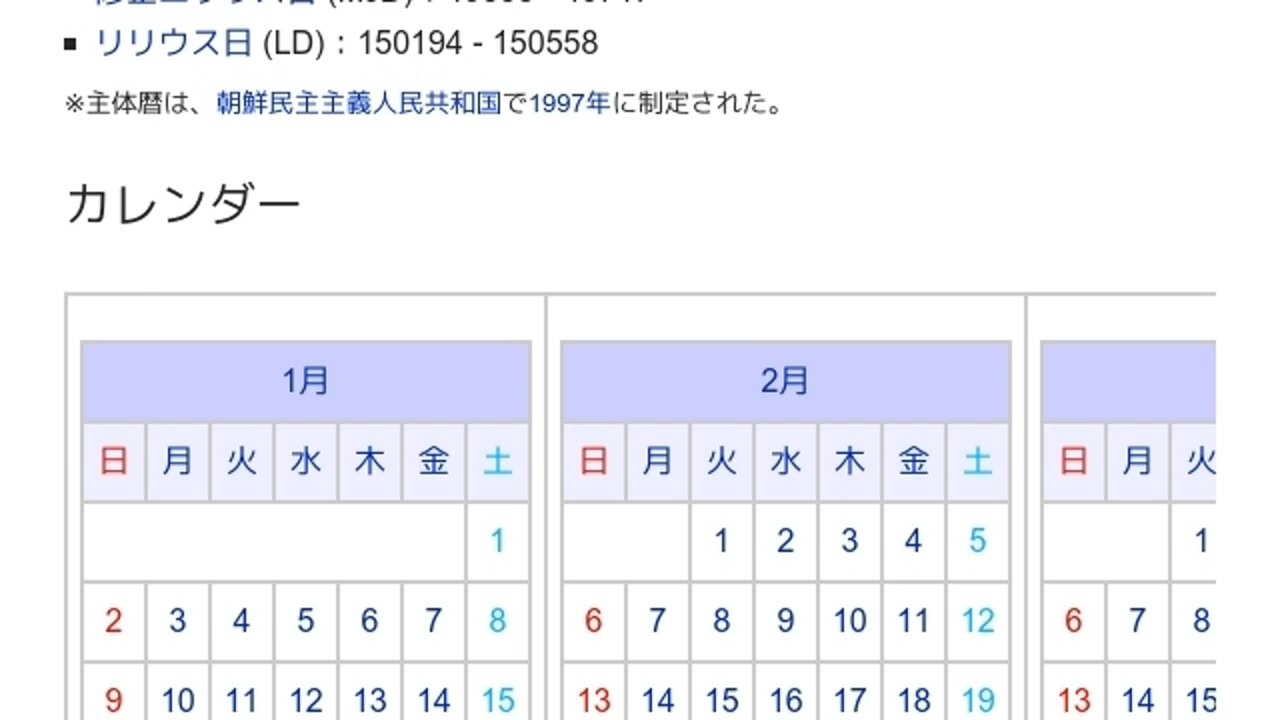 リリウス日 (LD)：150194 - 150558
※主体暦は、朝鮮民主主義人民共和国で1997年に制定された。
カレンダー
1月 2月
日 月 火 水 木 金 土 日 月 火 水 木 金 土 日 月 火
1 1 2 3 4 5 1
2 3 4 5 6 7 8 6 7 8 9 10 11 12 6 7 8
9 10 11 12 13 14 15 13 14 15 16 17 18 19 13 14 15